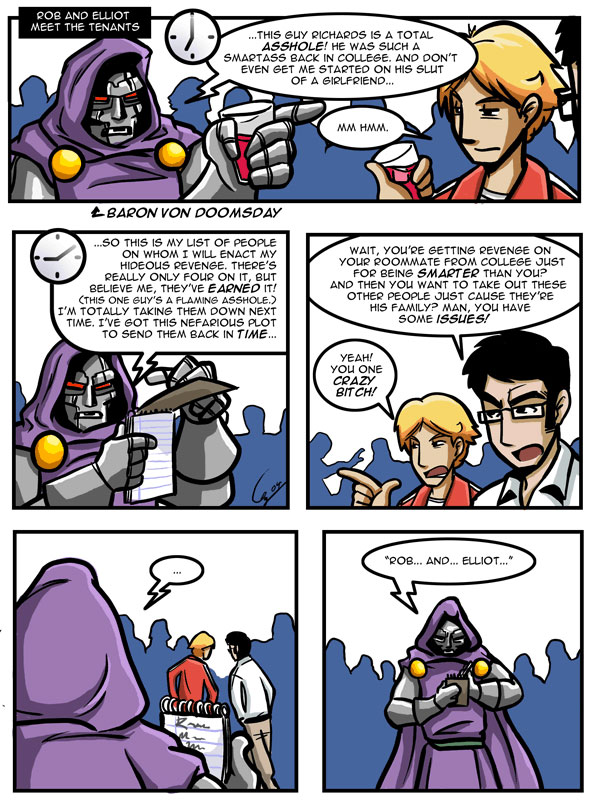 ROB AND ELLIOT
MEET THE TENANTS
...THIS GUY RICHARDS IS A TOTAL
ASSHOLE! HE WAS SUCH A
SMARTASS BACK IN COLLEGE. AND DON'T
EVEN GET ME STARTED ON HIS SLUT
OF A GIRLFRIEND...
MM HMM.
BARON VON DOOMSDAY
...SO THIS IS MY LIST OF PEOPLE
ON WHOM I WILL ENACT MY
HIDEOUS REVENGE. THERE'S
REALLY ONLY FOUR ON IT, BUT
BELIEVE ME, THEY'VE EARNED IT!
(THIS ONE GUY'S A FLAMING ASSHOLE.)
I'M TOTALLY TAKING THEM DOWN NEXT
TIME. I'VE GOT THIS NEFARIOUS PLOT
TO SEND THEM BACK IN TIME...
WAIT, YOU'RE GETTING REVENGE ON
YOUR ROOMMATE FROM COLLEGE JUST
FOR BEING SMARTER THAN YOU?
AND THEN YOU WANT TO TAKE OUT THESE
OTHER PEOPLE JUST CAUSE THEY'RE
HIS FAMILY? MAN, YOU HAVE
SOME ISSUES!
YEAH!
YOU ONE
CRAZY
BITCH!
...
"ROB... AND... ELLIOT..."